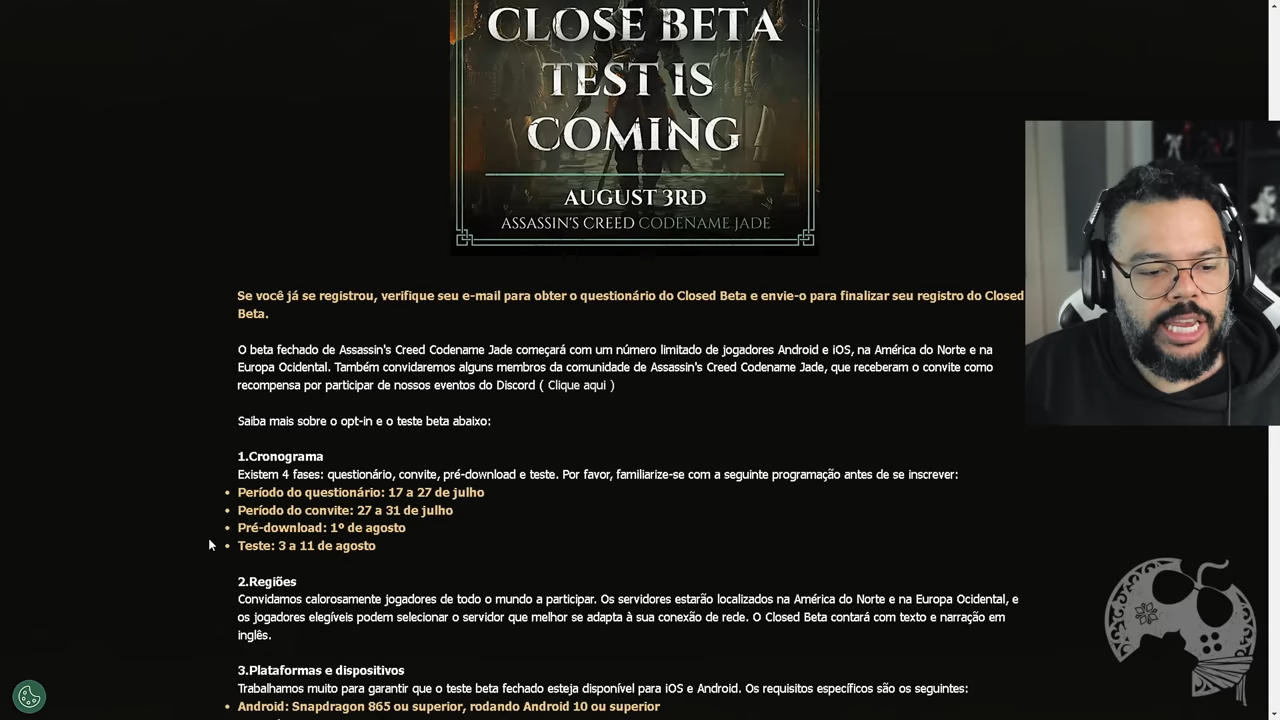 CLOSE BETA
TEST IS
COMING
AUGUST 3RD
ASSASSIN'S CREED CODENAME JADE
Se você já se registrou, verifique seu e-mail para obter o questionário do Closed Beta e envie-o para finalizar seu registro do Closed
Beta.
O beta fechado de Assassin's Creed Codename Jade começará com um número limitado de jogadores Android e iOS, na América do Norte e na
Europa Ocidental. Também convidaremos alguns membros da comunidade de Assassin's Creed Codename Jade, que receberam o convite como
recompensa por participar de nossos eventos do Discord ( Clique aqui )
Saiba mais sobre o opt-in e o teste beta abaixo:
1.Cronograma
Existem 4 fases: questionário, convite, pré-download e teste. Por favor, familiarize-se com a seguinte programação antes de se inscrever:
• Período do questionário: 17 a 27 de julho
• Período do convite: 27 a 31 de julho
• Pré-download: 1º de agosto
• Teste: 3 a 11 de agosto
2.Regiões
Convidamos calorosamente jogadores de todo o mundo a participar. Os servidores estarão localizados na América do Norte e na Europa Ocidental, e
os jogadores elegíveis podem selecionar o servidor que melhor se adapta à sua conexão de rede. O Closed Beta contará com texto e narração em
inglês.
3.Plataformas e dispositivos
Trabalhamos muito para garantir que o teste beta fechado esteja disponível para iOS e Android. Os requisitos específicos são os seguintes:
• Android: Snapdragon 865 ou superior, rodando Android 10 ou superior